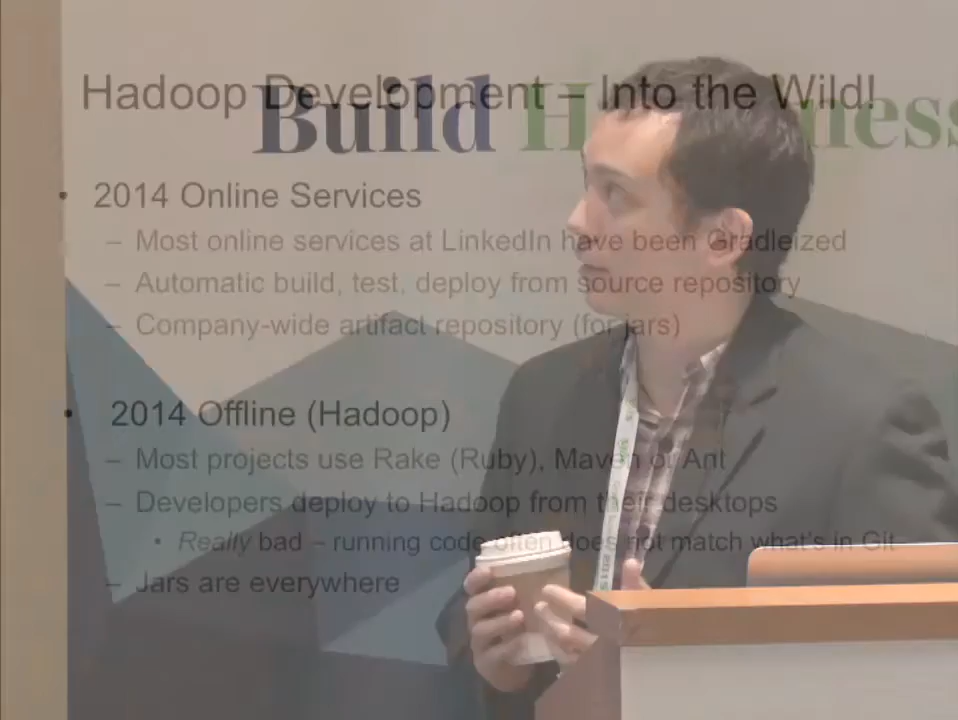 Hadoop Development – Into the Wild!
Build H ness
• 2014 Online Services
– Most online services at LinkedIn have been Gradleized
– Automatic build, test, deploy from source repository
– Company-wide artifact repository (for jars)
• 2014 Offline (Hadoop)
– Most projects use Rake (Ruby), Maven or Ant
– Developers deploy to Hadoop from their desktops
• Really bad – running code often does not match what's in Git
– Jars are everywhere